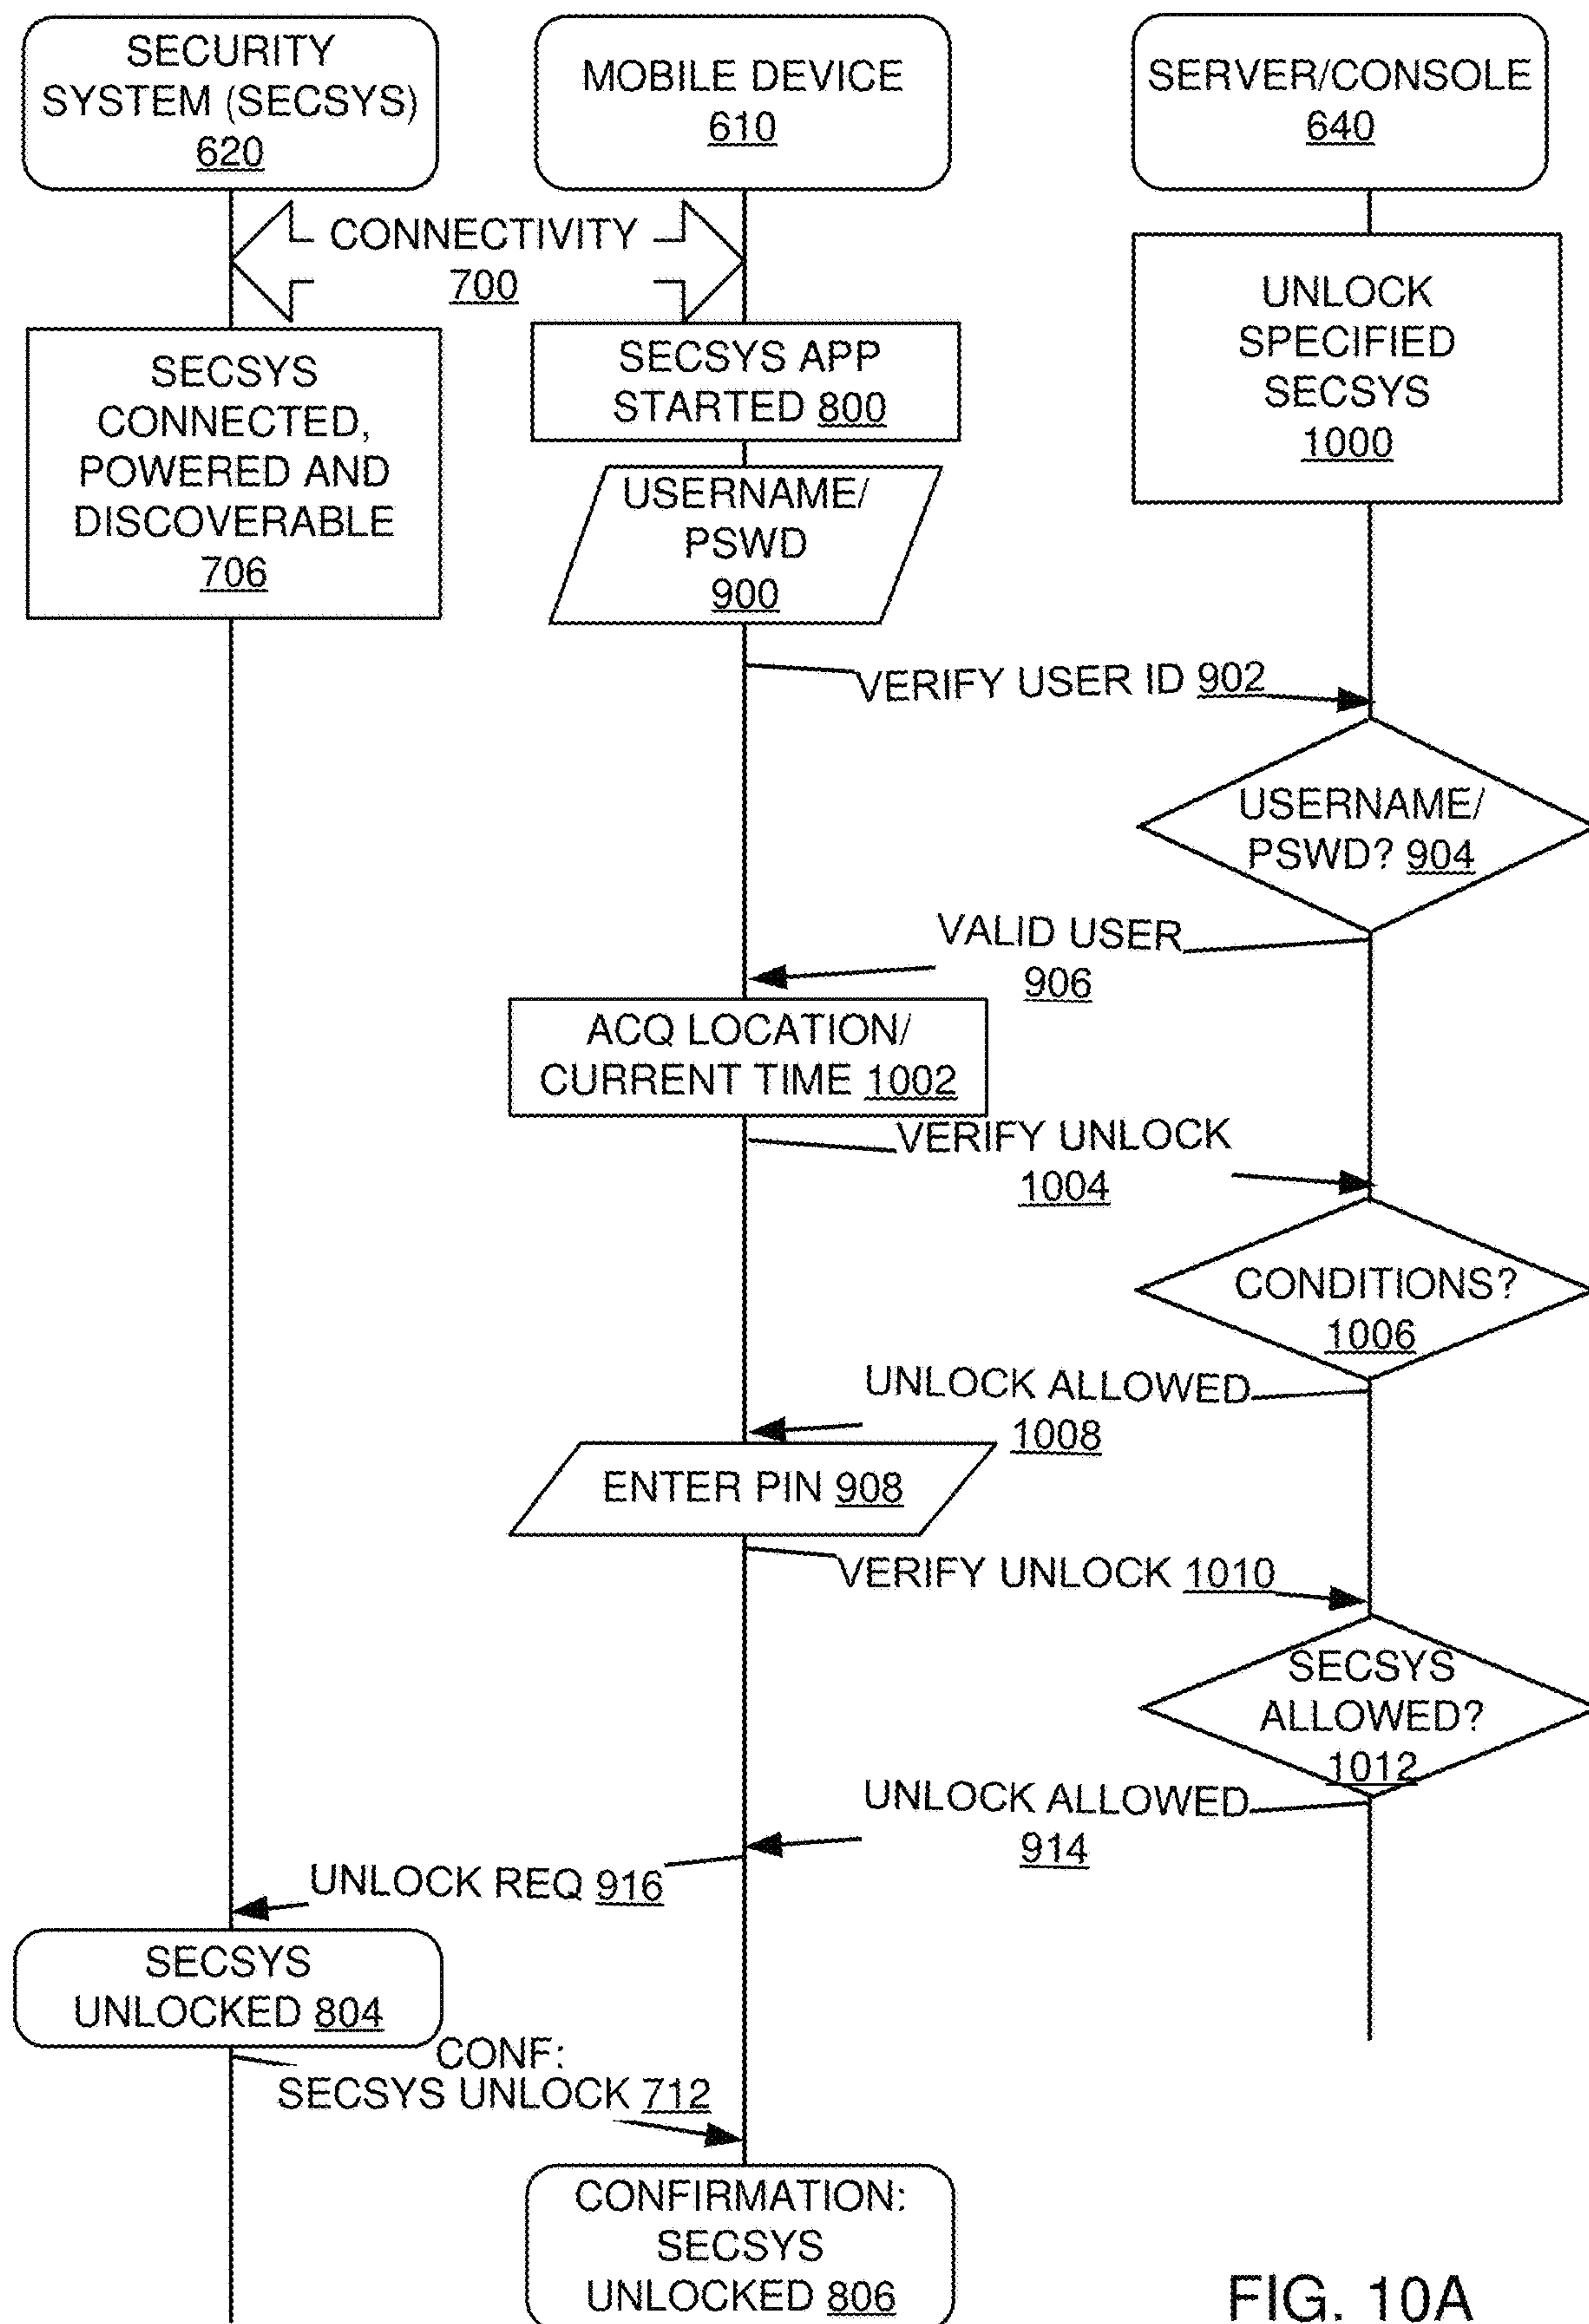 SECURITY
SYSTEM (SECSYS)
620
MOBILE DEVICE
610
SERVER/CONSOLE
640
CONNECTIVITY
700
SECSYS
CONNECTED,
POWERED AND
DISCOVERABLE
706
SECSYS APP
STARTED 800
UNLOCK
SPECIFIED
SECSYS
1000
USERNAME/
PSWD
900
VERIFY USER ID 902
USERNAME/
PSWD? 904
VALID USER
906
ACQ LOCATION/
CURRENT TIME 1002
VERIFY UNLOCK
1004
CONDITIONS?
1006
UNLOCK ALLOWED
1008
ENTER PIN 908
VERIFY UNLOCK 1010
SECSYS
ALLOWED?
1012
UNLOCK ALLOWED
914
UNLOCK REQ 916
SECSYS
UNLOCKED 804
CONF:
SECSYS UNLOCK 712
CONFIRMATION:
SECSYS
UNLOCKED 806
FIG. 10A